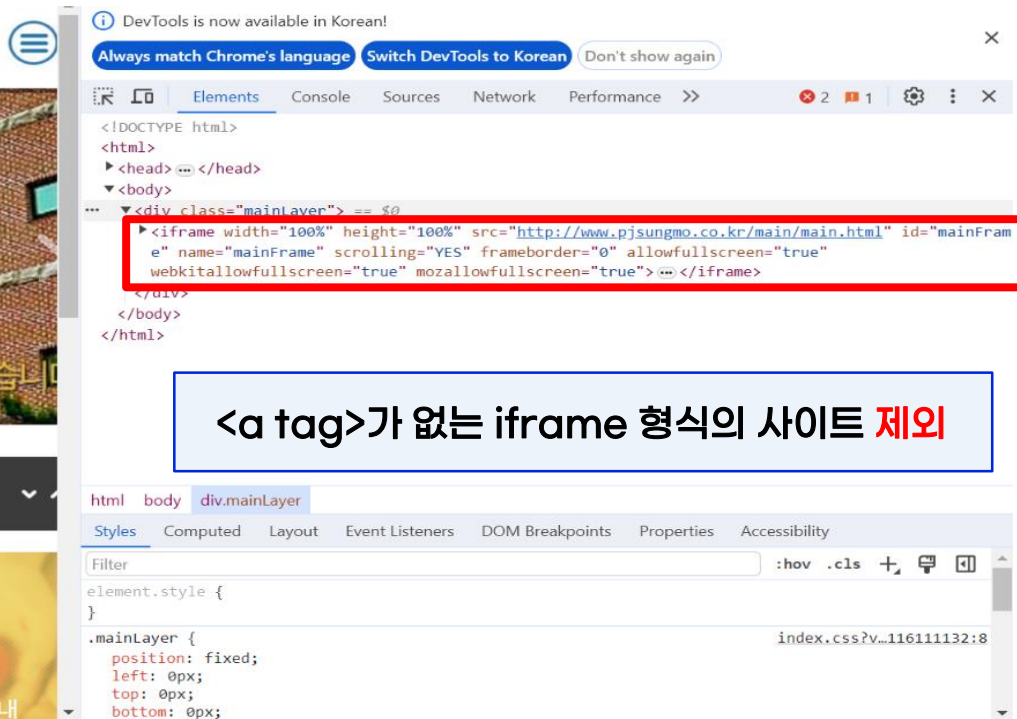 DevTools is now available in Korean!
Always match Chrome's language Switch DevTools to Korean Don't show again
Elements Console Sources Network Performance >> 2 1
<!DOCTYPE html>
<html>
<head> … </head>
<body>
… <div class="mainLayer"> == $0
<iframe width="100%" height="100%" src="http://www.pjsungmo.co.kr/main/main.html" id="mainFram
e" name="mainFrame" scrolling="YES" frameborder="0" allowfullscreen="true"
webkitallowfullscreen="true" mozallowfullscreen="true"> … </iframe>
</div>
</body>
</html>
<a tag>가 없는 iframe 형식의 사이트 제외
html body div.mainLayer
Styles Computed Layout Event Listeners DOM Breakpoints Properties Accessibility
Filter :hov .cls
element.style {
}
.mainLayer { index.css?v…116111132:8
position: fixed;
left: 0px;
top: 0px;
bottom: 0px;